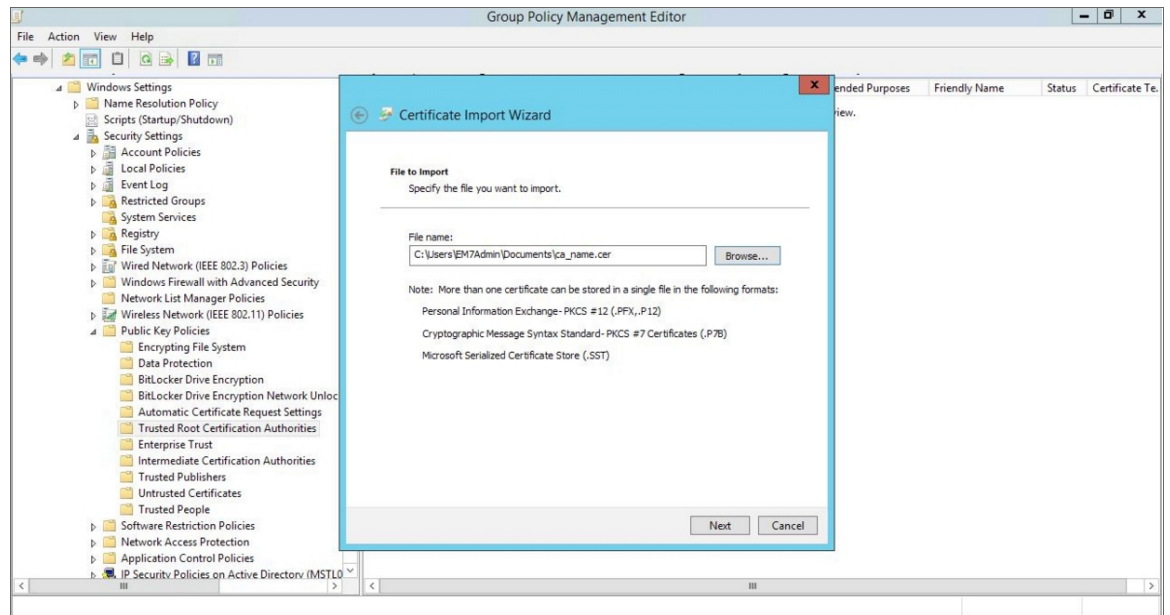 Group Policy Management Editor
File Action View Help
Windows Settings
Name Resolution Policy
Scripts (Startup/Shutdown)
Security Settings
Account Policies
Local Policies
Event Log
Restricted Groups
System Services
Registry
File System
Wired Network (IEEE 802.3) Policies
Windows Firewall with Advanced Security
Network List Manager Policies
Wireless Network (IEEE 802.11) Policies
Public Key Policies
Encrypting File System
Data Protection
BitLocker Drive Encryption
BitLocker Drive Encryption Network Unloc
Automatic Certificate Request Settings
Trusted Root Certification Authorities
Enterprise Trust
Intermediate Certification Authorities
Trusted Publishers
Untrusted Certificates
Trusted People
Software Restriction Policies
Network Access Protection
Application Control Policies
IP Security Policies on Active Directory (MSTL0
Certificate Import Wizard
File to Import
Specify the file you want to import.
File name:
C:\Users\EM7Admin\Documents\ca_name.cer Browse...
Note: More than one certificate can be stored in a single file in the following formats:
Personal Information Exchange- PKCS #12 (.PFX,.P12)
Cryptographic Message Syntax Standard- PKCS #7 Certificates (.P7B)
Microsoft Serialized Certificate Store (.SST)
Next Cancel
ended Purposes Friendly Name Status Certificate Te.
view.